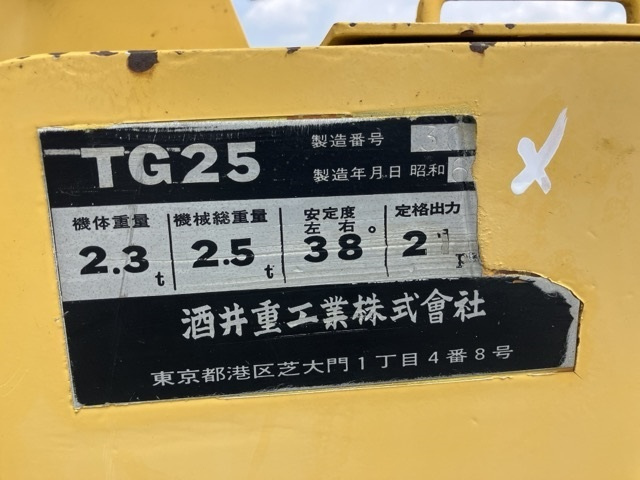 TG25
製造番号
製造年月日 昭和
機体重量
2.3 t
機械総重量
2.5 t
安定度
左右
38°
定格出力
2
酒井重工業株式會社
東京都港区芝大門1丁目4番8号